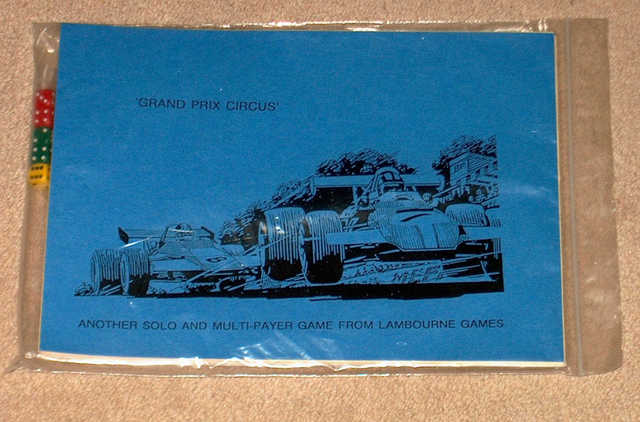 'GRAND PRIX CIRCUS'
ANOTHER SOLO AND MULTI-PAYER GAME FROM LAMBOURNE GAMES